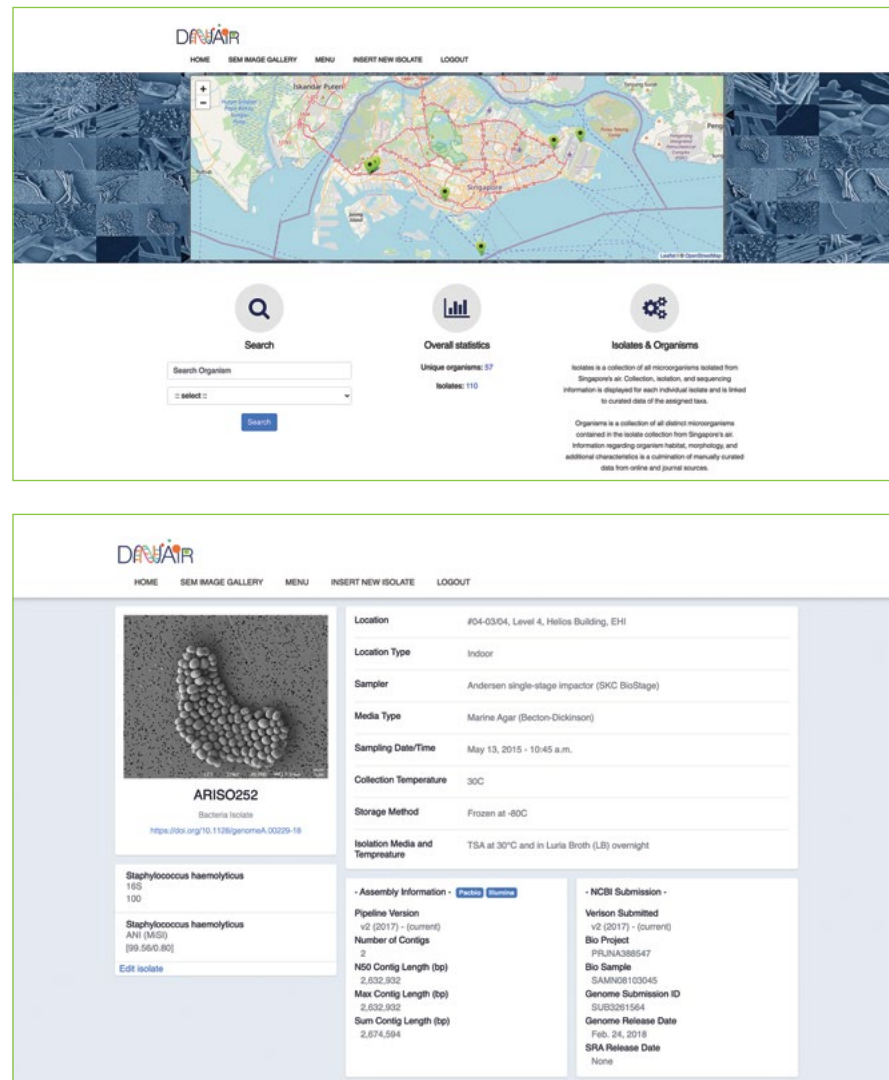 DNAIR
HOME SEM IMAGE GALLERY MENU INSERT NEW ISOLATE LOGOUT
+
−
Iskandar Puteri
Singapore
Leaflet | © OpenStreetMap
Search
Search Organism
:: select ::
Search
Overall statistics
Unique organisms: 57
Isolates: 110
Isolates & Organisms
Isolates is a collection of all microorganisms isolated from
Singapore's air. Collection, isolation, and sequencing
information is displayed for each individual isolate and is linked
to curated data of the assigned taxa.
Organisms is a collection of all distinct microorganisms
contained in the isolate collection from Singapore's air.
Information regarding organism habitat, morphology, and
additional characteristics is a culmination of manually curated
data from online and journal sources.
DNAIR
HOME SEM IMAGE GALLERY MENU INSERT NEW ISOLATE LOGOUT
ARISO252
Bacteria Isolate
https://doi.org/10.1128/genomeA.00229-18
Staphylococcus haemolyticus
16S
100
Staphylococcus haemolyticus
ANI (MiSI)
[99.56/0.80]
Edit isolate
Location #04-03/04, Level 4, Helios Building, EHI
Location Type Indoor
Sampler Andersen single-stage impactor (SKC BioStage)
Media Type Marine Agar (Becton-Dickinson)
Sampling Date/Time May 13, 2015 - 10:45 a.m.
Collection Temperature 30C
Storage Method Frozen at -80C
Isolation Media and
Tempreature TSA at 30°C and in Luria Broth (LB) overnight
- Assembly Information - Pacbio Illumina
Pipeline Version
v2 (2017) - (current)
Number of Contigs
2
N50 Contig Length (bp)
2,632,932
Max Contig Length (bp)
2,632,932
Sum Contig Length (bp)
2,674,594
- NCBI Submission -
Verison Submitted
v2 (2017) - (current)
Bio Project
PRJNA388547
Bio Sample
SAMN08103045
Genome Submission ID
SUB3261564
Genome Release Date
Feb. 24, 2018
SRA Release Date
None